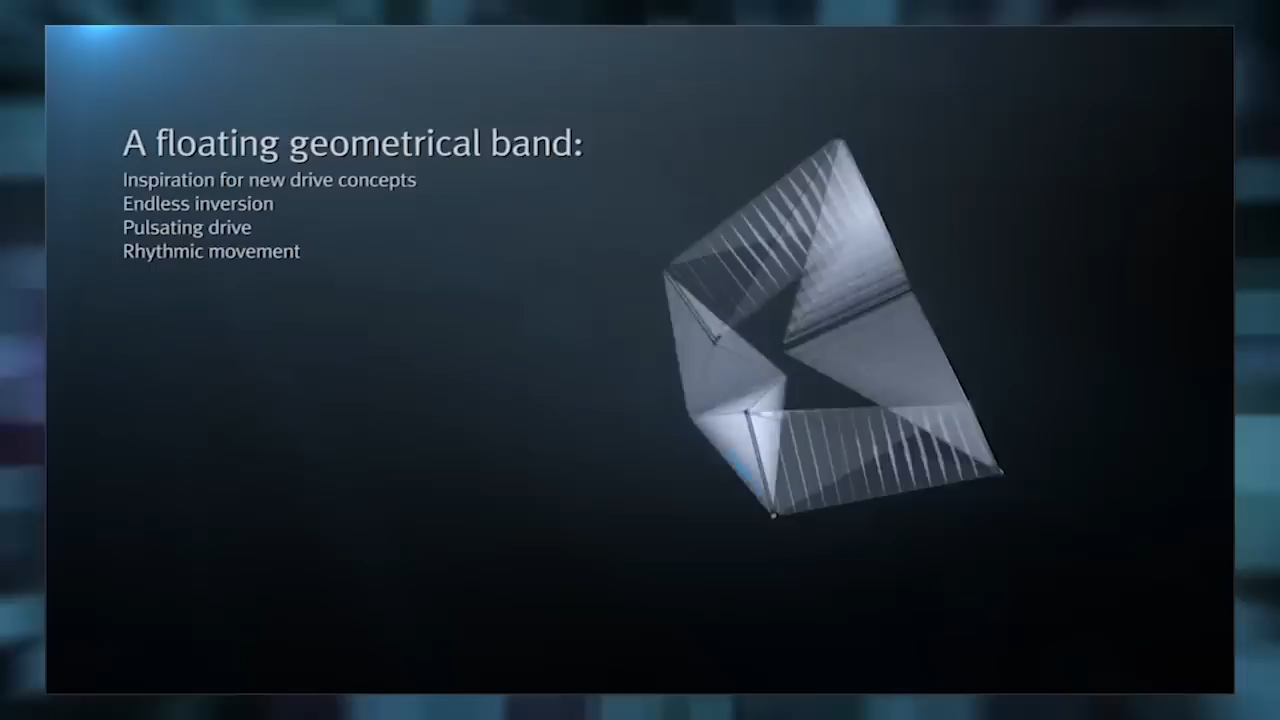 A floating geometrical band:
Inspiration for new drive concepts
Endless inversion
Pulsating drive
Rhythmic movement